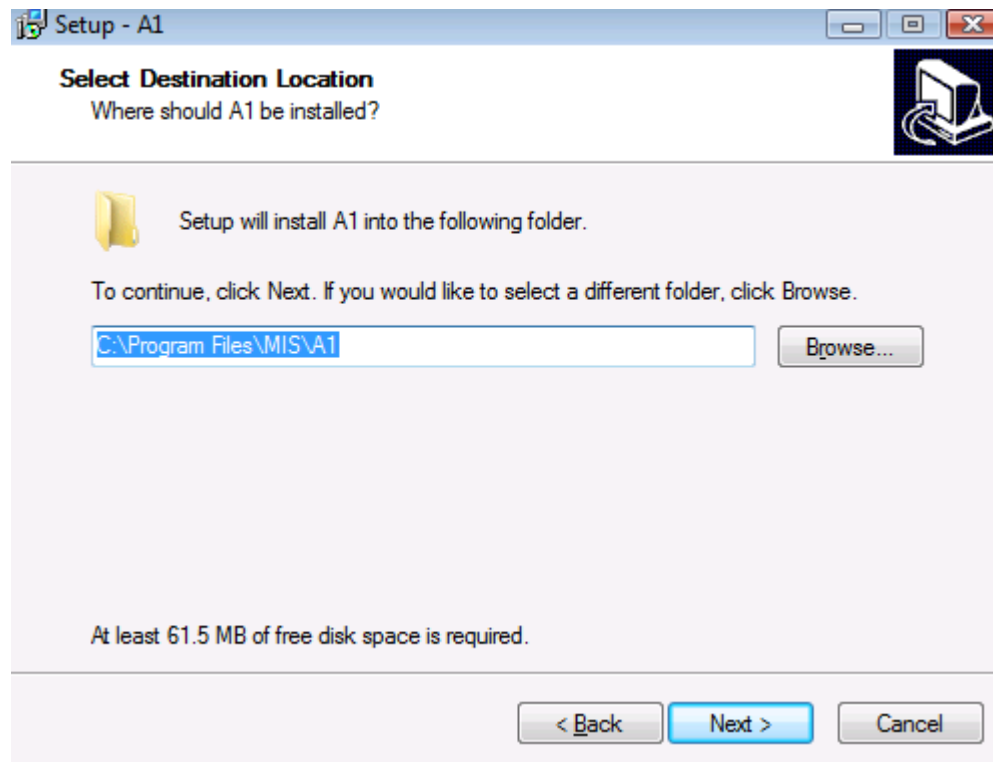 Setup - A1
Select Destination Location
Where should A1 be installed?
Setup will install A1 into the following folder.
To continue, click Next. If you would like to select a different folder, click Browse.
C:\Program Files\MIS\A1
Browse...
At least 61.5 MB of free disk space is required.
< Back
Next >
Cancel